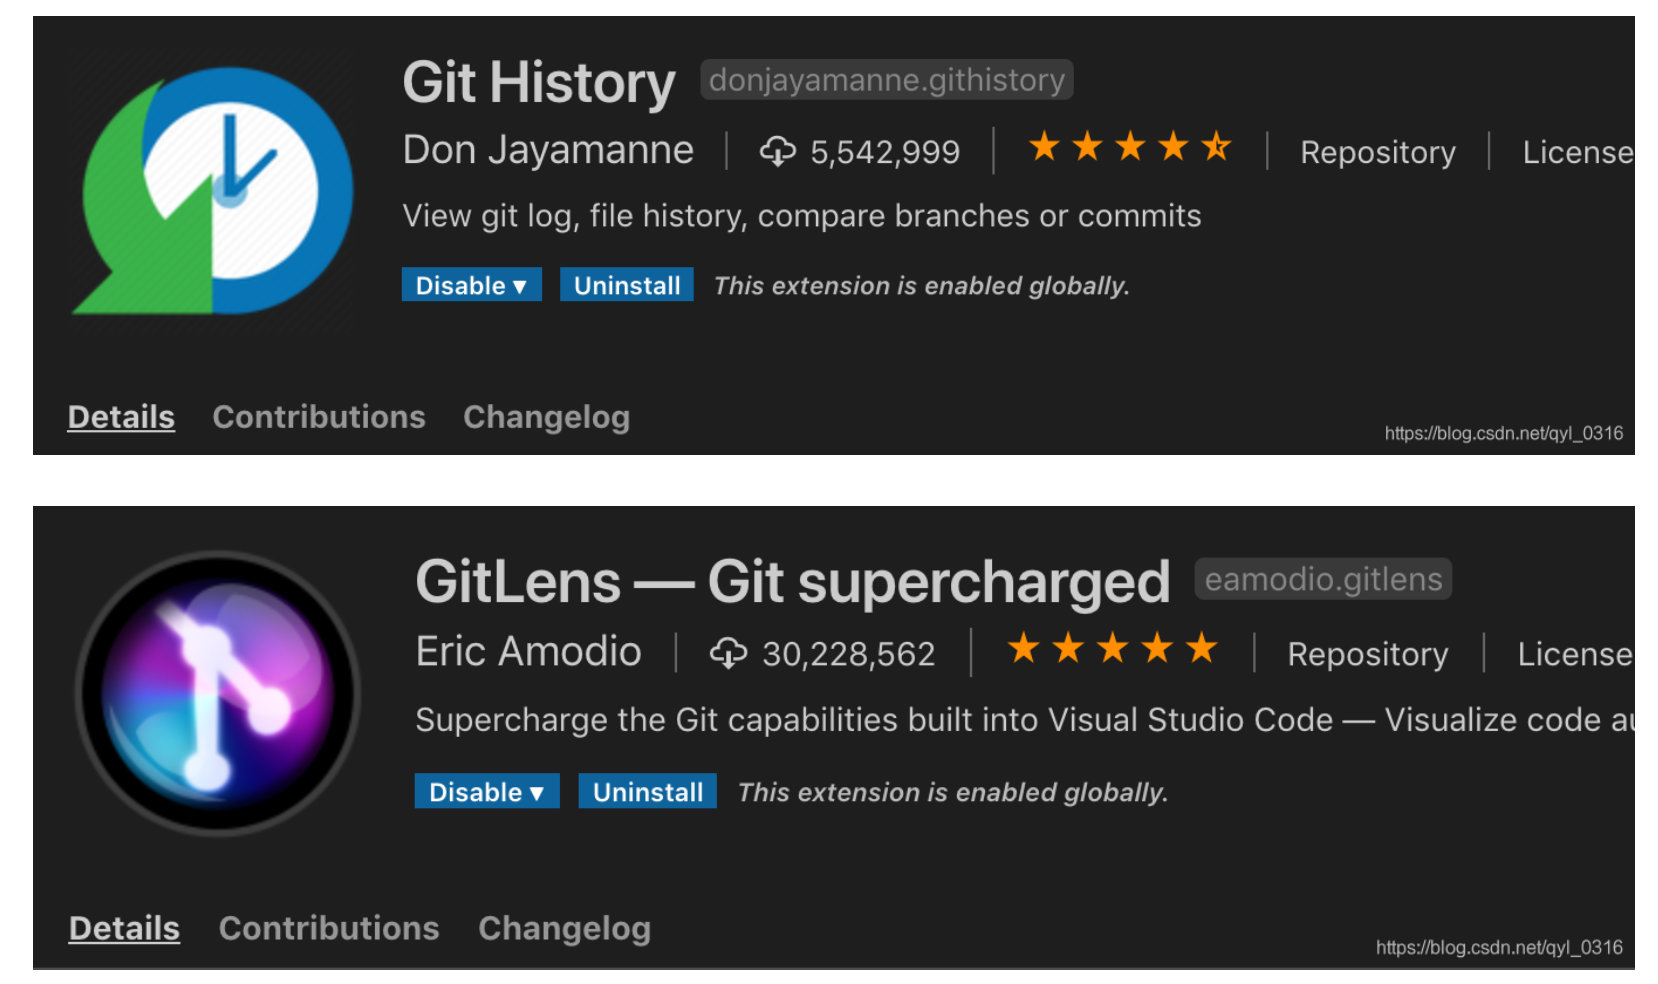 Git History donjayamanne.githistory
Don Jayamanne | 5,542,999 | ★★★★ | Repository | License
View git log, file history, compare branches or commits
Disable ▾ Uninstall This extension is enabled globally.
Details Contributions Changelog
https://blog.csdn.net/qyl_0316
GitLens — Git supercharged eamodio.gitlens
Eric Amodio | 30,228,562 | ★★★★★ | Repository | License
Supercharge the Git capabilities built into Visual Studio Code — Visualize code au
Disable ▾ Uninstall This extension is enabled globally.
Details Contributions Changelog
https://blog.csdn.net/qyl_0316